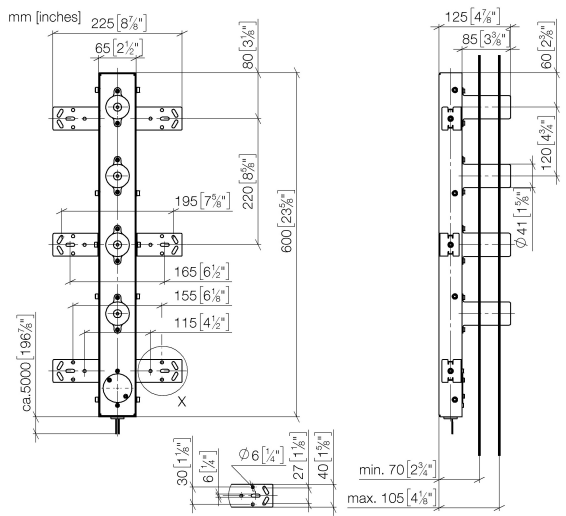 mm [inches]
225 [8⅞"]
65 [2½"]
80 [3⅛"]
220 [8⅝"]
600 [23⅝"]
195 [7⅝"]
165 [6½"]
155 [6⅛"]
115 [4½"]
ca.5000 [196⅞"]
X
125 [4⅞"]
85 [3⅜"]
60 [2⅜"]
120 [4¾"]
Ø 41 [1⅝"]
min. 70 [2¾"]
max. 105 [4⅛"]
Ø 6 [¼"]
30 [1⅛"]
6 [¼"]
27 [1⅛"]
40 [1⅝"]